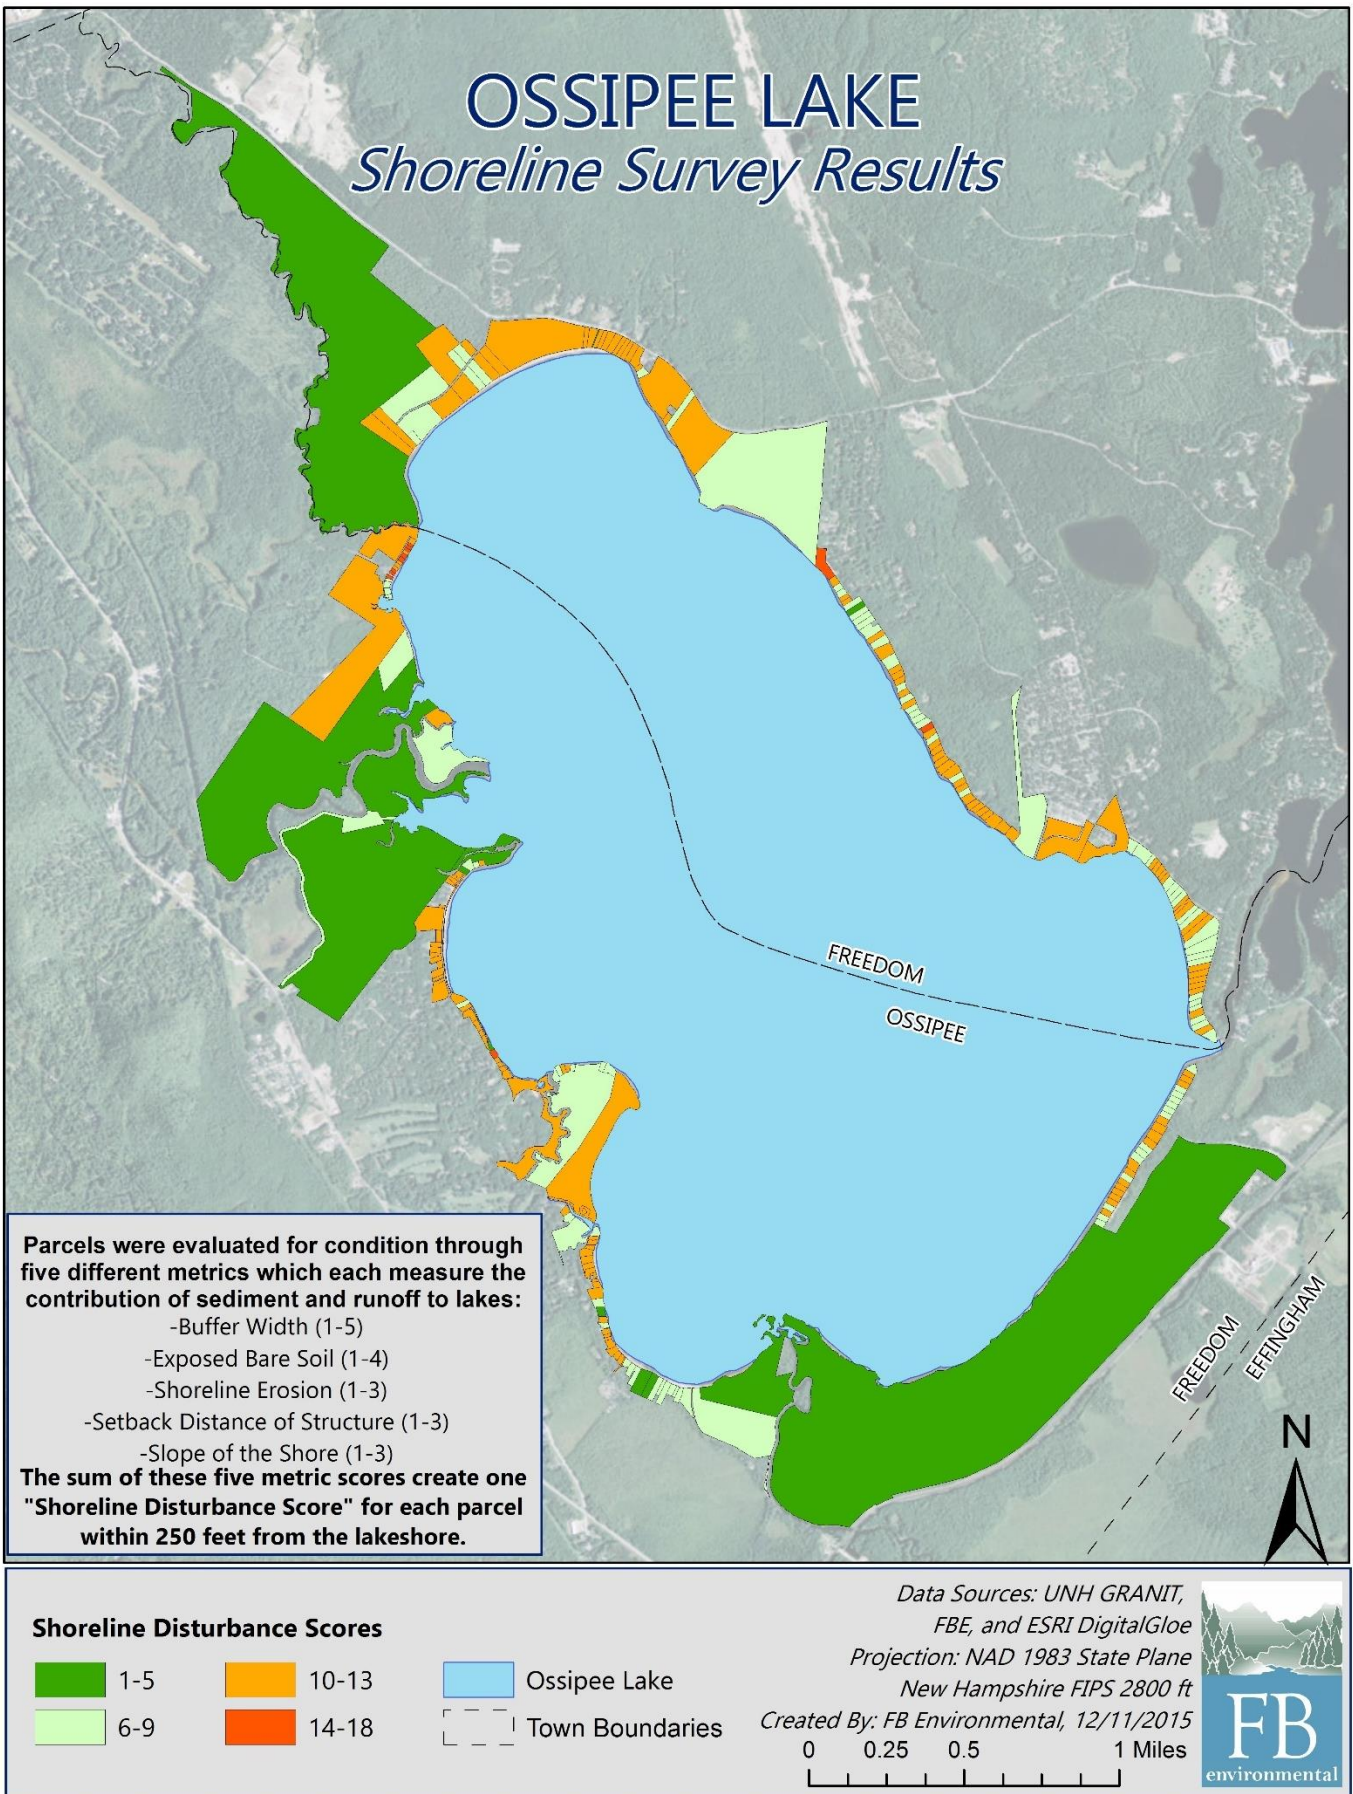 OSSIPEE LAKE
Shoreline Survey Results
FREEDOM
OSSIPEE
FREEDOM
EFFINGHAM
Parcels were evaluated for condition through
five different metrics which each measure the
contribution of sediment and runoff to lakes:
-Buffer Width (1-5)
-Exposed Bare Soil (1-4)
-Shoreline Erosion (1-3)
-Setback Distance of Structure (1-3)
-Slope of the Shore (1-3)
The sum of these five metric scores create one
"Shoreline Disturbance Score" for each parcel
within 250 feet from the lakeshore.
N
Shoreline Disturbance Scores
1-5
6-9
10-13
14-18
Ossipee Lake
Town Boundaries
Data Sources: UNH GRANIT,
FBE, and ESRI DigitalGloe
Projection: NAD 1983 State Plane
New Hampshire FIPS 2800 ft
Created By: FB Environmental, 12/11/2015
0 0.25 0.5 1 Miles
FB
environmental